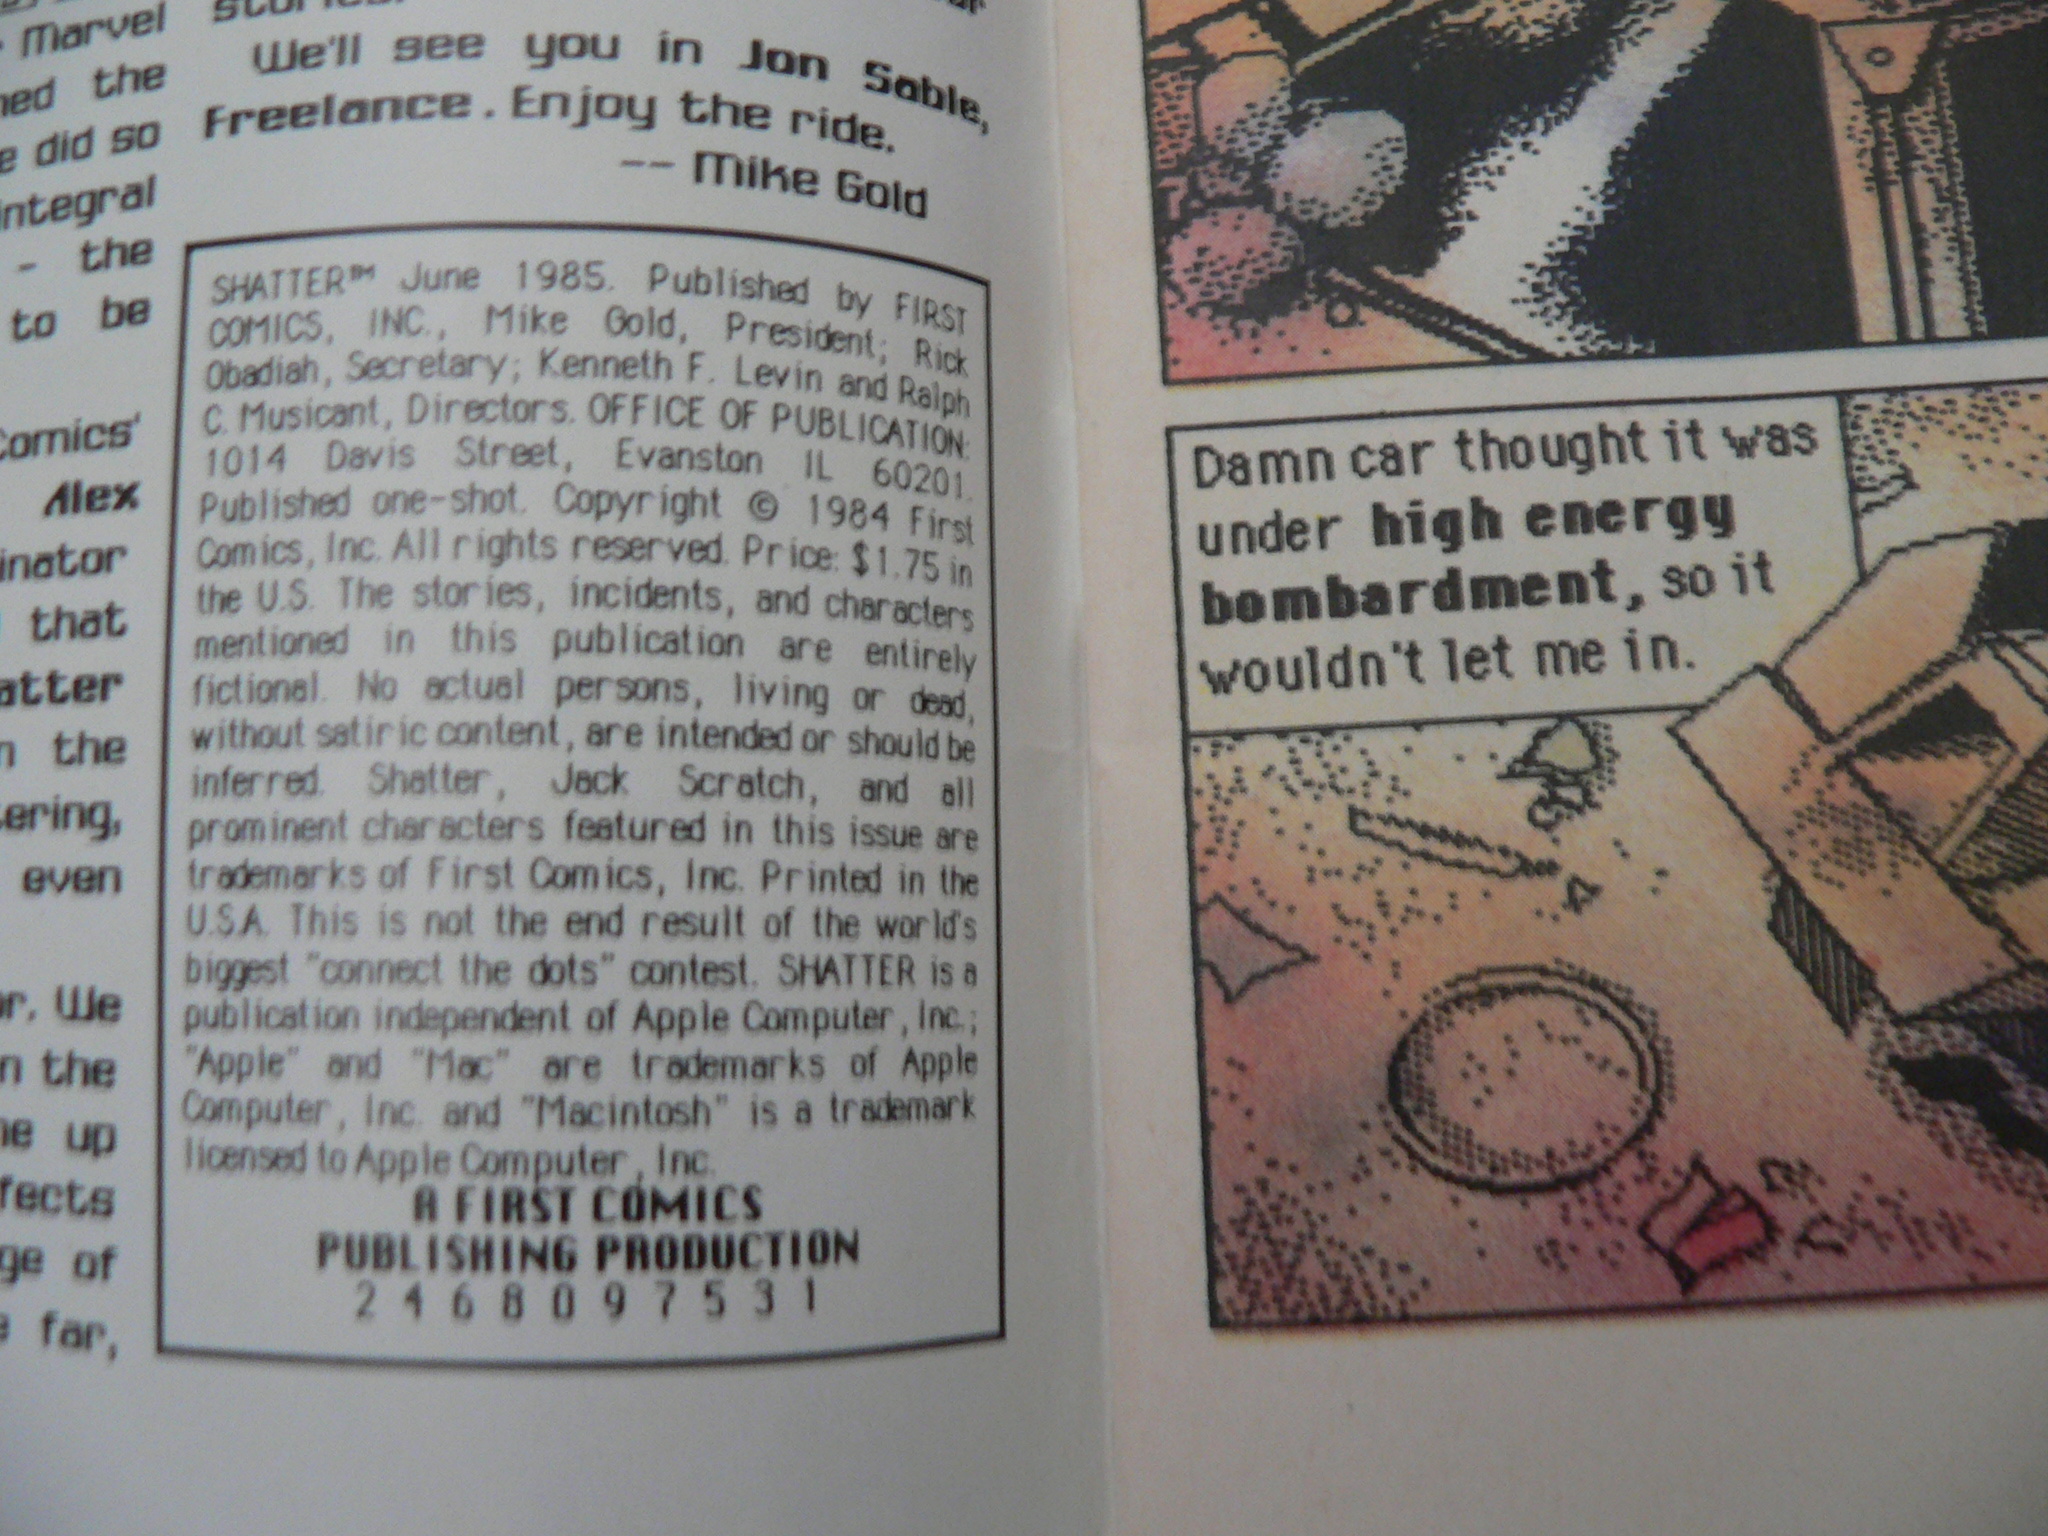 Marvel
the
did so
integral
- the
to be
Comics'
Alex
that
the
even
We
the
up
of
far,
We'll see you in Jon Sable,
Freelance. Enjoy the ride.
-- Mike Gold
SHATTER™ June 1985. Published by FIRST
COMICS, INC., Mike Gold, President; Rick
Obadiah, Secretary; Kenneth F. Levin and Ralph
C. Musicant, Directors. OFFICE OF PUBLICATION:
1014 Davis Street, Evanston IL 60201.
Published one-shot. Copyright © 1984 First
Comics, Inc. All rights reserved. Price: $1.75 in
the U.S. The stories, incidents, and characters
mentioned in this publication are entirely
fictional. No actual persons, living or dead,
without satiric content, are intended or should be
inferred. Shatter, Jack Scratch, and all
prominent characters featured in this issue are
trademarks of First Comics, Inc. Printed in the
U.S.A. This is not the end result of the world's
biggest "connect the dots" contest. SHATTER is a
publication independent of Apple Computer, Inc.;
"Apple" and "Mac" are trademarks of Apple
Computer, Inc. and "Macintosh" is a trademark
licensed to Apple Computer, Inc.
A FIRST COMICS
PUBLISHING PRODUCTION
2 4 6 8 0 9 7 5 3 1
Damn car thought it was
under high energy
bombardment, so it
wouldn't let me in.